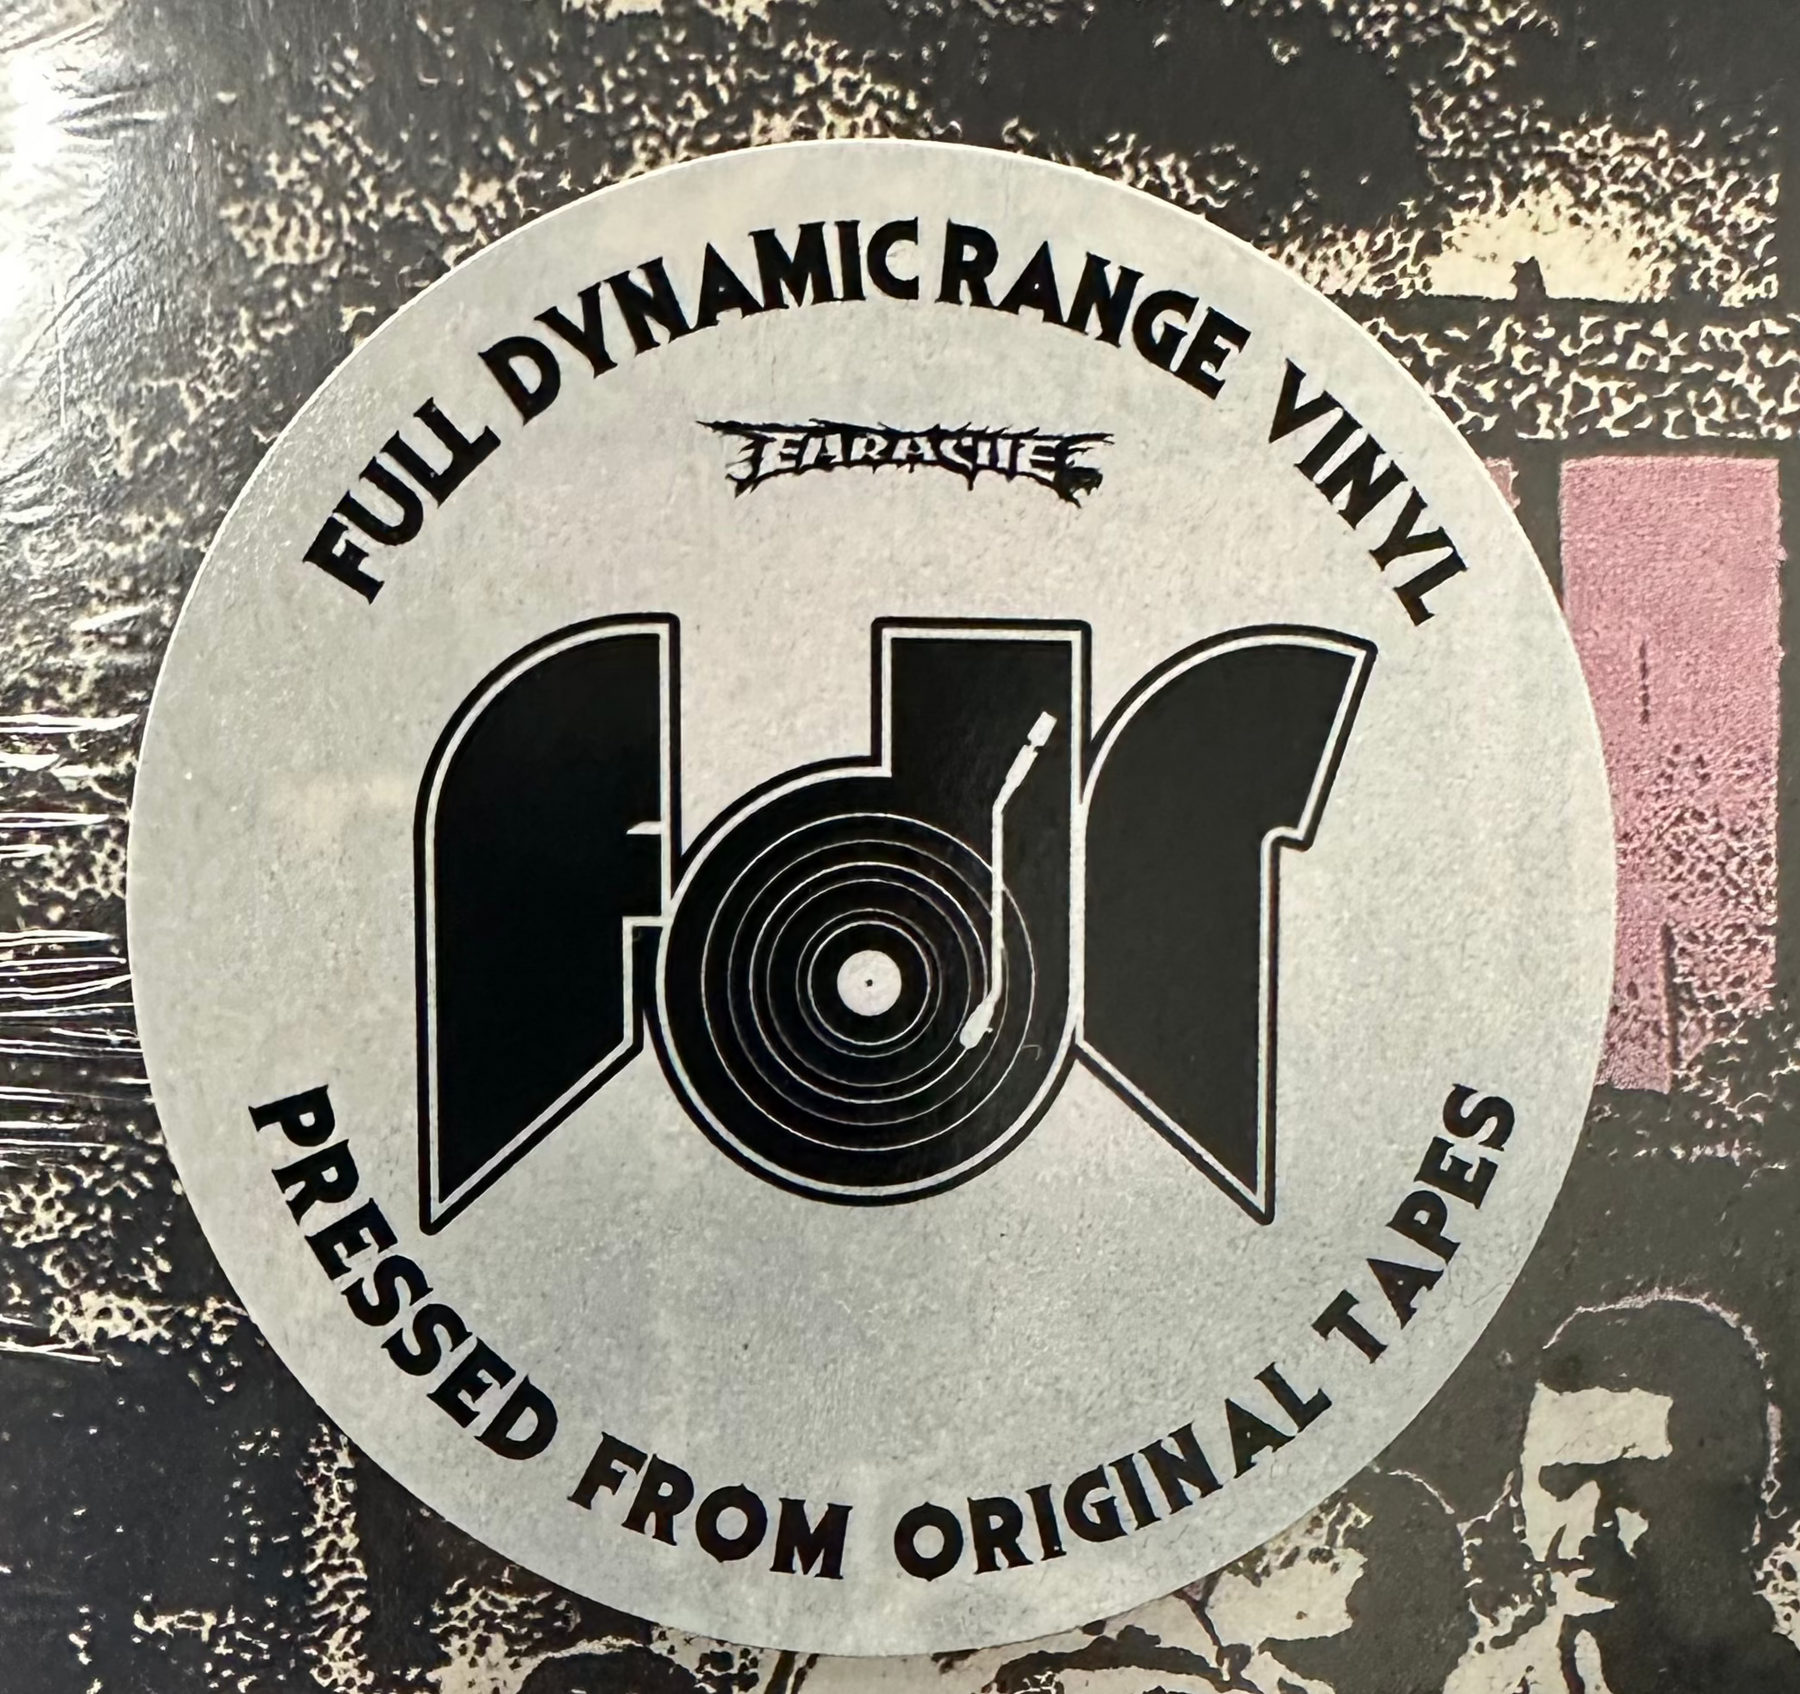 FULL DYNAMIC RANGE VINYL
EARACHE
fdr
PRESSED FROM ORIGINAL TAPES